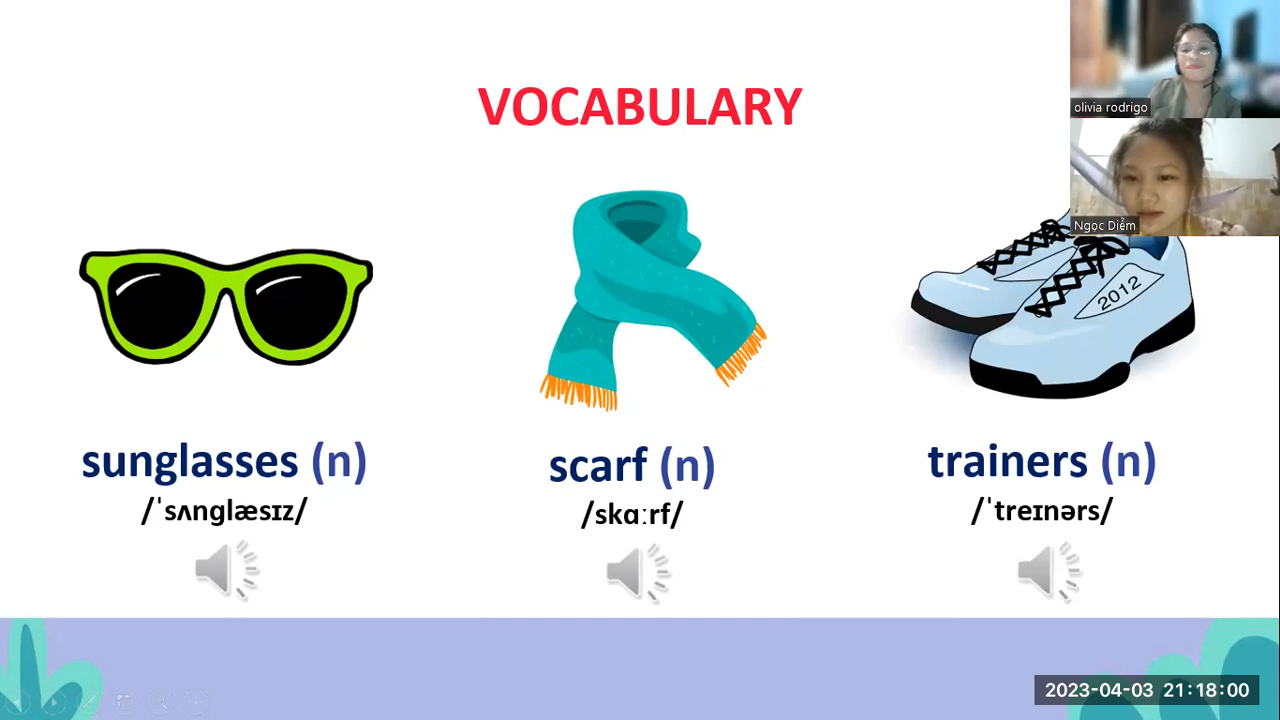 VOCABULARY
olivia rodrigo
Ngọc Diễm
2012
sunglasses (n)
scarf (n)
trainers (n)
/ˈsʌnglæsɪz/
/skɑːrf/
/ˈtreɪnərs/
2023-04-03 21:18:00